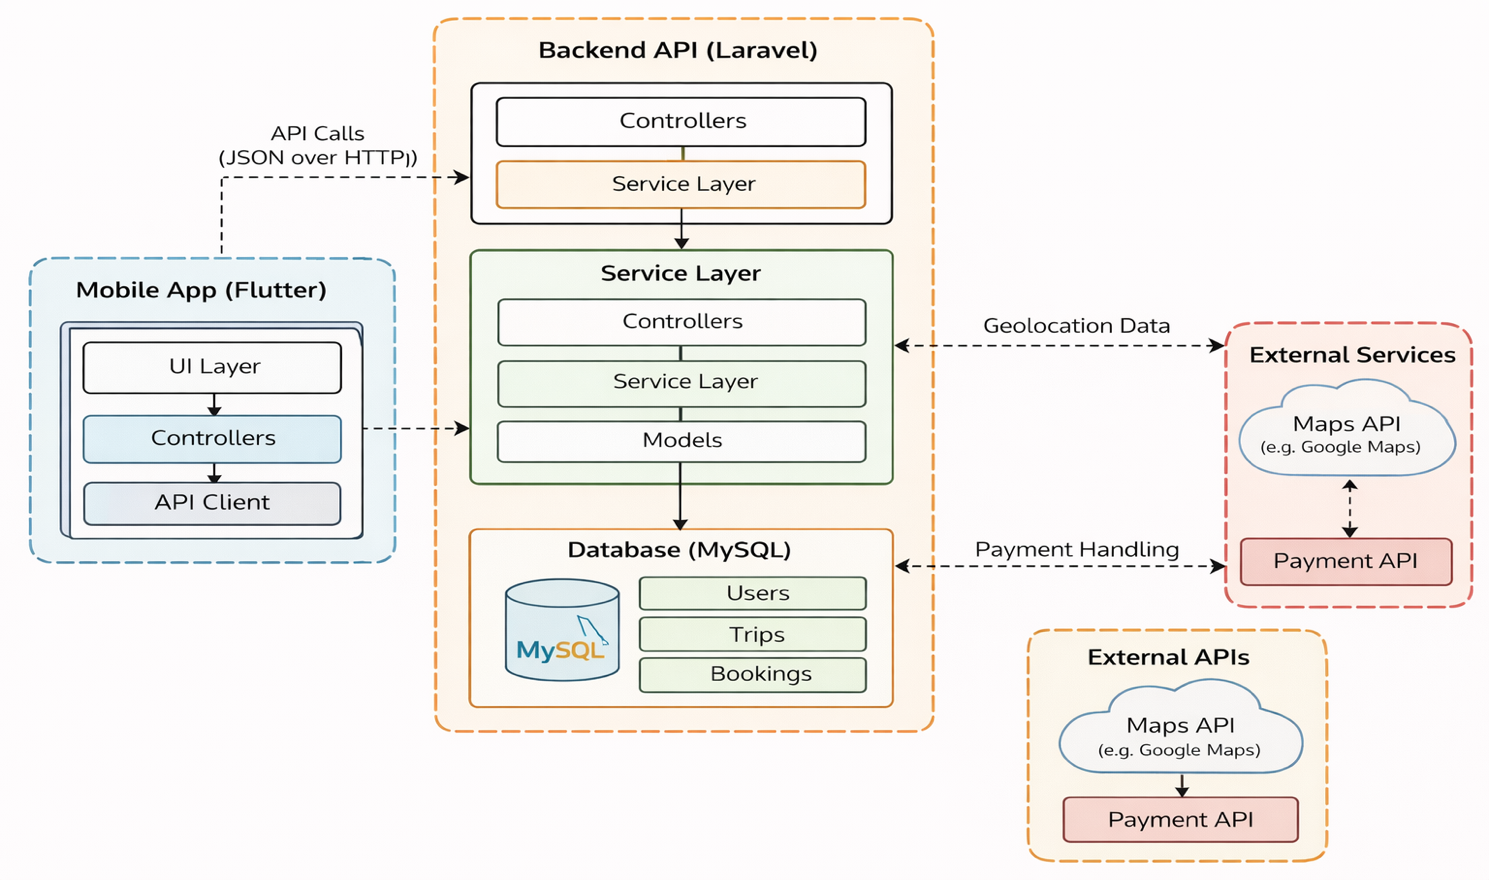 Backend API (Laravel)
Controllers
Service Layer
API Calls
(JSON over HTTP))
Mobile App (Flutter)
UI Layer
Controllers
API Client
Service Layer
Controllers
Service Layer
Models
Database (MySQL)
MySQL
Users
Trips
Bookings
Geolocation Data
Payment Handling
External Services
Maps API
(e.g. Google Maps)
Payment API
External APIs
Maps API
(e.g. Google Maps)
Payment API